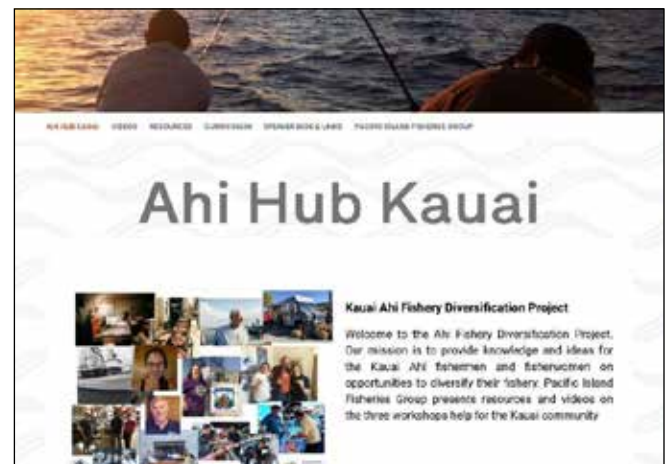 AHI HUB KAUAI VIDEOS RESOURCES CURRICULUM SPEAKER BIOS & LINKS PACIFIC ISLAND FISHERIES GROUP
Ahi Hub Kauai
Kauai Ahi Fishery Diversification Project
Welcome to the Ahi Fishery Diversification Project.
Our mission is to provide knowledge and ideas for
the Kauai Ahi fishermen and fisherwomen on
opportunities to diversify their fishery. Pacific Island
Fisheries Group presents resources and videos on
the three workshops help for the Kauai community